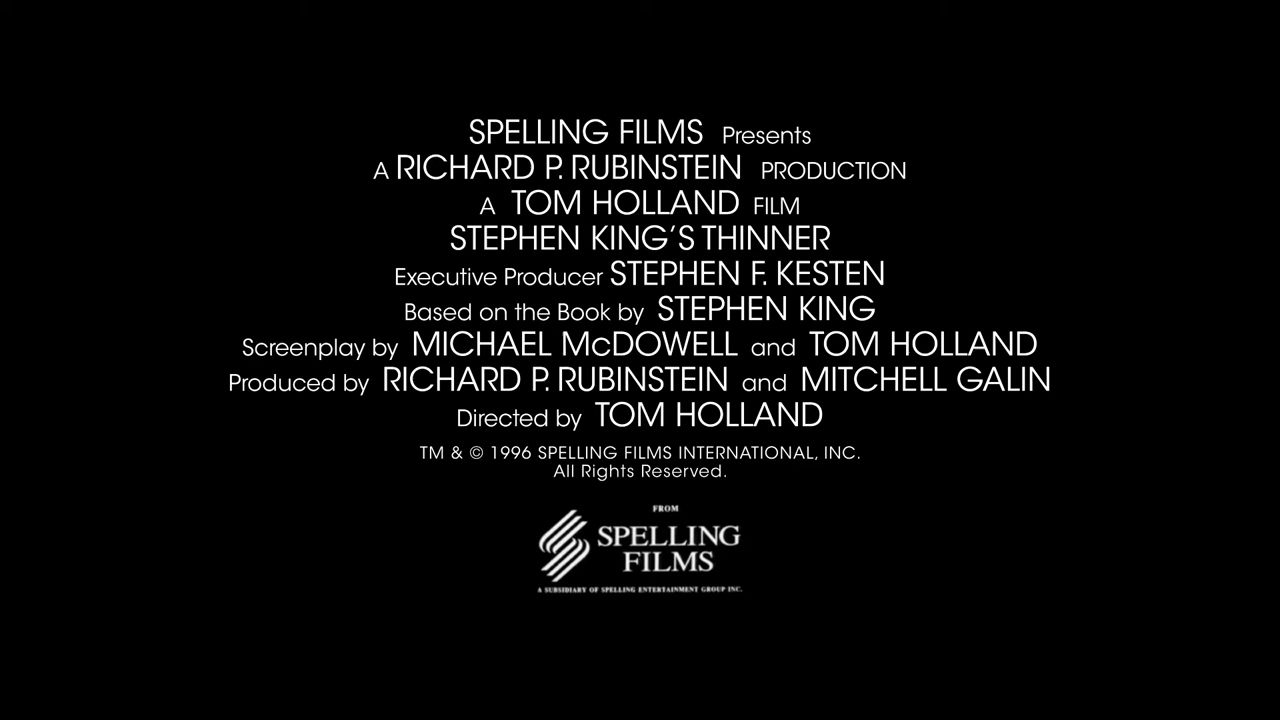 SPELLING FILMS Presents
A RICHARD P. RUBINSTEIN PRODUCTION
A TOM HOLLAND FILM
STEPHEN KING'S THINNER
Executive Producer STEPHEN F. KESTEN
Based on the Book by STEPHEN KING
Screenplay by MICHAEL McDOWELL and TOM HOLLAND
Produced by RICHARD P. RUBINSTEIN and MITCHELL GALIN
Directed by TOM HOLLAND
TM & © 1996 SPELLING FILMS INTERNATIONAL, INC.
All Rights Reserved.
FROM
SPELLING
FILMS
A SUBSIDIARY OF SPELLING ENTERTAINMENT GROUP INC.